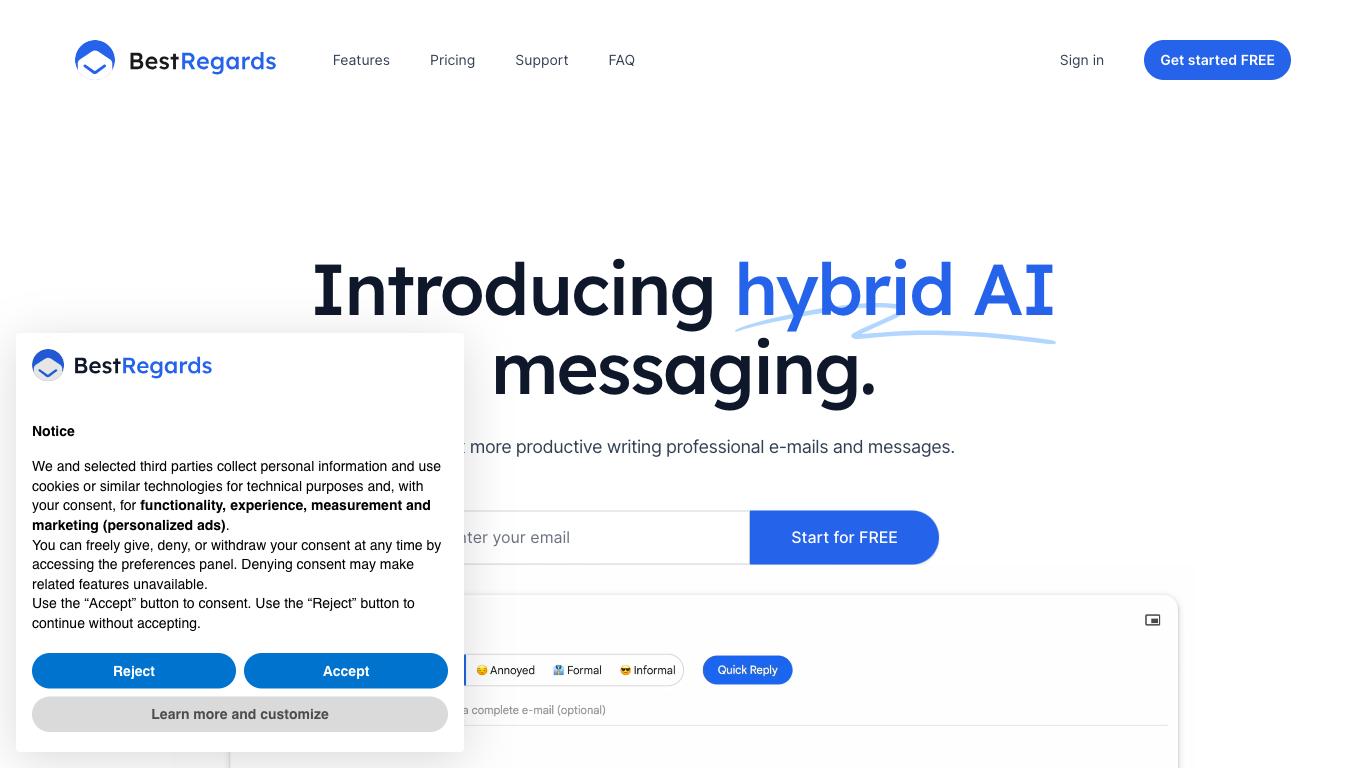 BestRegards
Features
Pricing
Support
FAQ
Sign in
Get started FREE
Introducing hybrid AI
messaging.
more productive writing professional e-mails and messages.
your email
Start for FREE
😔 Annoyed
Formal
😎 Informal
Quick Reply
a complete e-mail (optional)
BestRegards
Notice
We and selected third parties collect personal information and use
cookies or similar technologies for technical purposes and, with
your consent, for functionality, experience, measurement and
marketing (personalized ads).
You can freely give, deny, or withdraw your consent at any time by
accessing the preferences panel. Denying consent may make
related features unavailable.
Use the “Accept” button to consent. Use the “Reject” button to
continue without accepting.
Reject
Accept
Learn more and customize